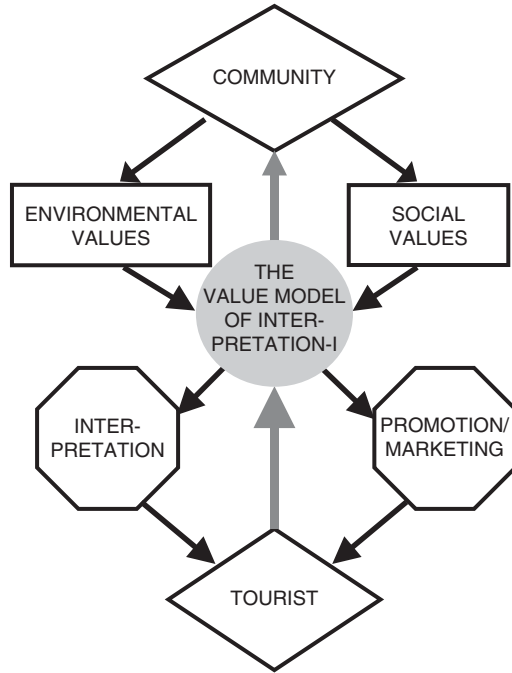 COMMUNITY
ENVIRONMENTAL
VALUES
SOCIAL
VALUES
THE
VALUE MODEL
OF INTER-
PRETATION-I
INTER-
PRETATION
PROMOTION/
MARKETING
TOURIST